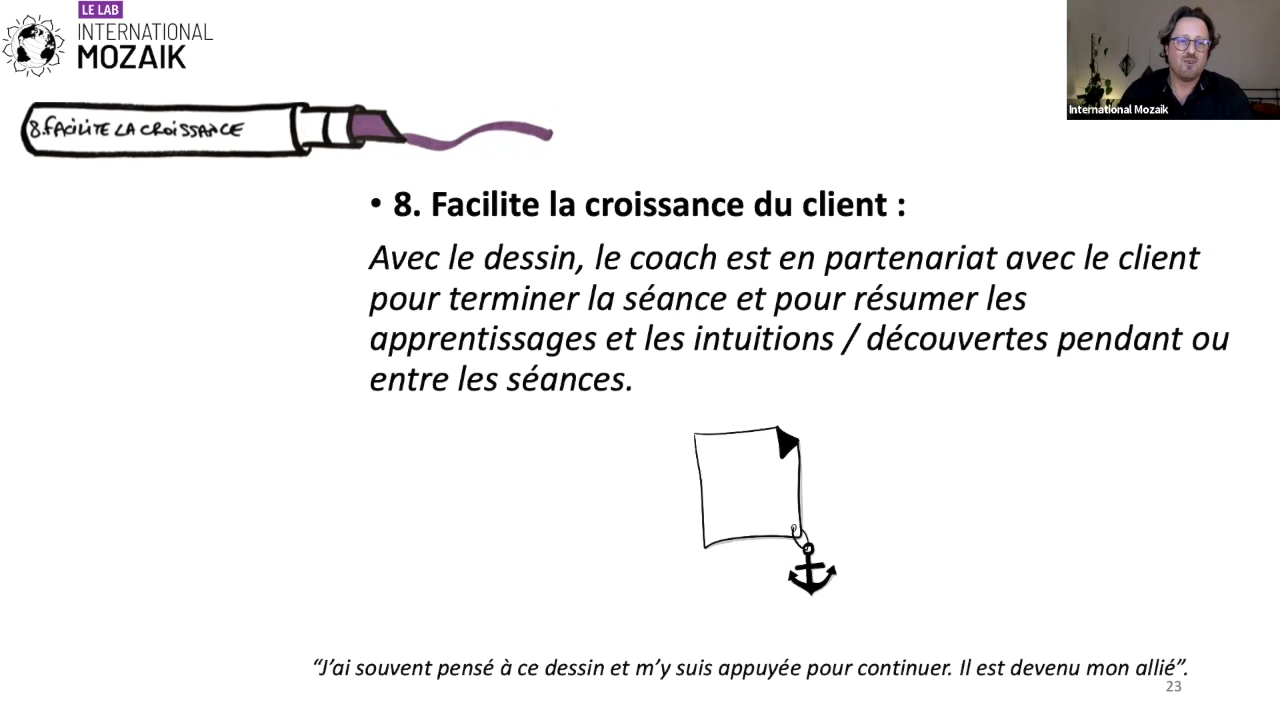 LE LAB
INTERNATIONAL
MOZAIK
International Mozaik
8. FACILITE LA CROISSANCE
• 8. Facilite la croissance du client :
Avec le dessin, le coach est en partenariat avec le client
pour terminer la séance et pour résumer les
apprentissages et les intuitions / découvertes pendant ou
entre les séances.
“J’ai souvent pensé à ce dessin et m’y suis appuyée pour continuer. Il est devenu mon allié”.
23